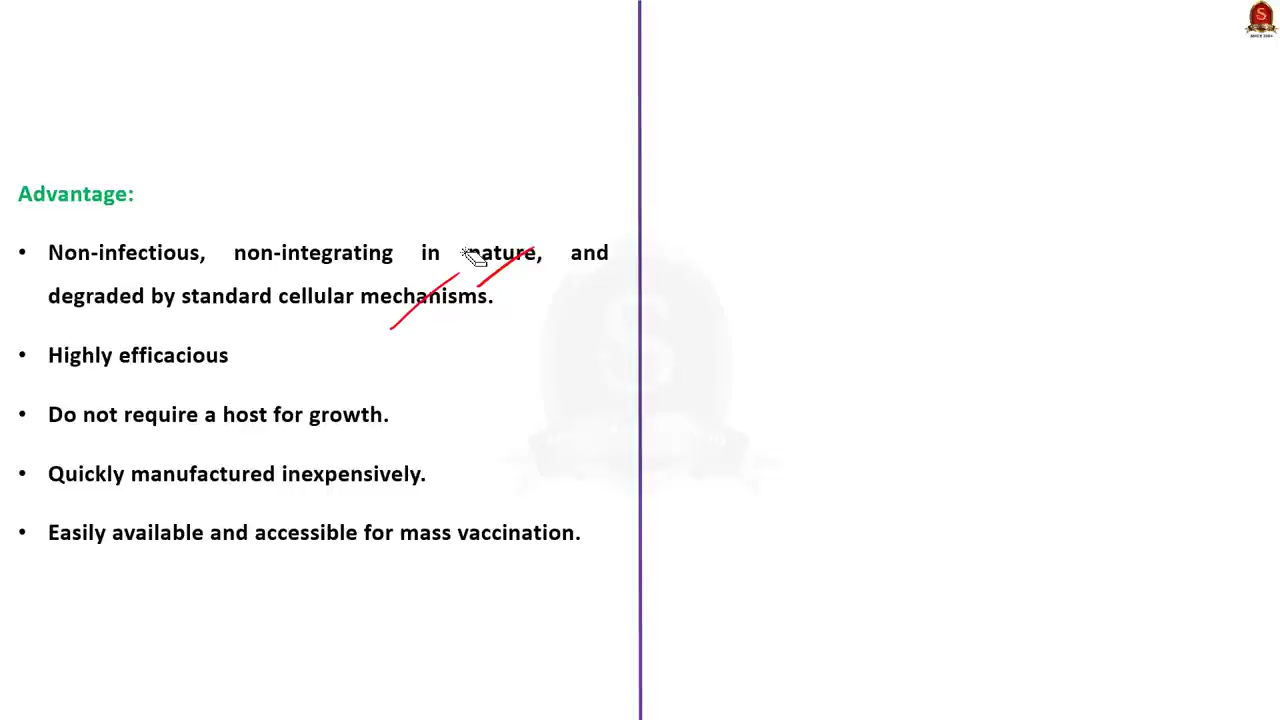 Advantage:
• Non-infectious, non-integrating in nature, and
degraded by standard cellular mechanisms.
• Highly efficacious
• Do not require a host for growth.
• Quickly manufactured inexpensively.
• Easily available and accessible for mass vaccination.
S